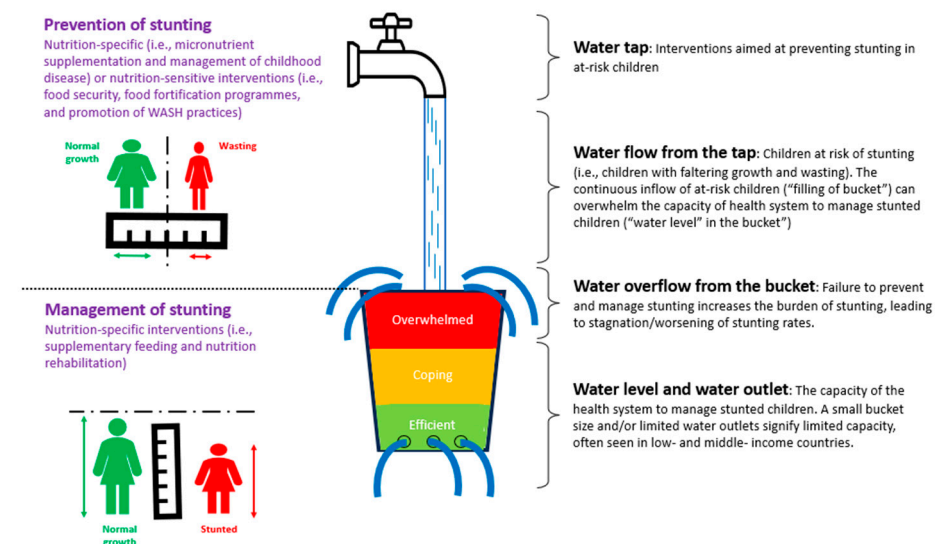 Prevention of stunting
Nutrition-specific (i.e., micronutrient
supplementation and management of childhood
disease) or nutrition-sensitive interventions (i.e.,
food security, food fortification programmes,
and promotion of WASH practices)
Normal
growth
Wasting
Management of stunting
Nutrition-specific interventions (i.e.,
supplementary feeding and nutrition
rehabilitation)
Normal
growth
Stunted
Overwhelmed
Coping
Efficient
Water tap: Interventions aimed at preventing stunting in
at-risk children
Water flow from the tap: Children at risk of stunting
(i.e., children with faltering growth and wasting). The
continuous inflow of at-risk children (“filling of bucket”) can
overwhelm the capacity of health system to manage stunted
children (“water level” in the bucket”)
Water overflow from the bucket: Failure to prevent
and manage stunting increases the burden of stunting, leading
to stagnation/worsening of stunting rates.
Water level and water outlet: The capacity of the
health system to manage stunted children. A small bucket
size and/or limited water outlets signify limited capacity,
often seen in low- and middle- income countries.